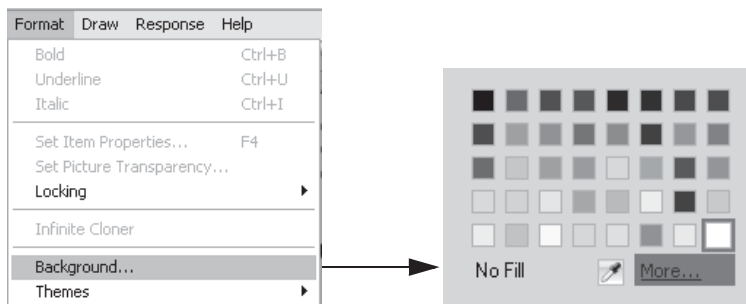 Format Draw Response Help
Bold Ctrl+B
Underline Ctrl+U
Italic Ctrl+I
Set Item Properties... F4
Set Picture Transparency...
Locking
Infinite Cloner
Background...
Themes
No Fill More...